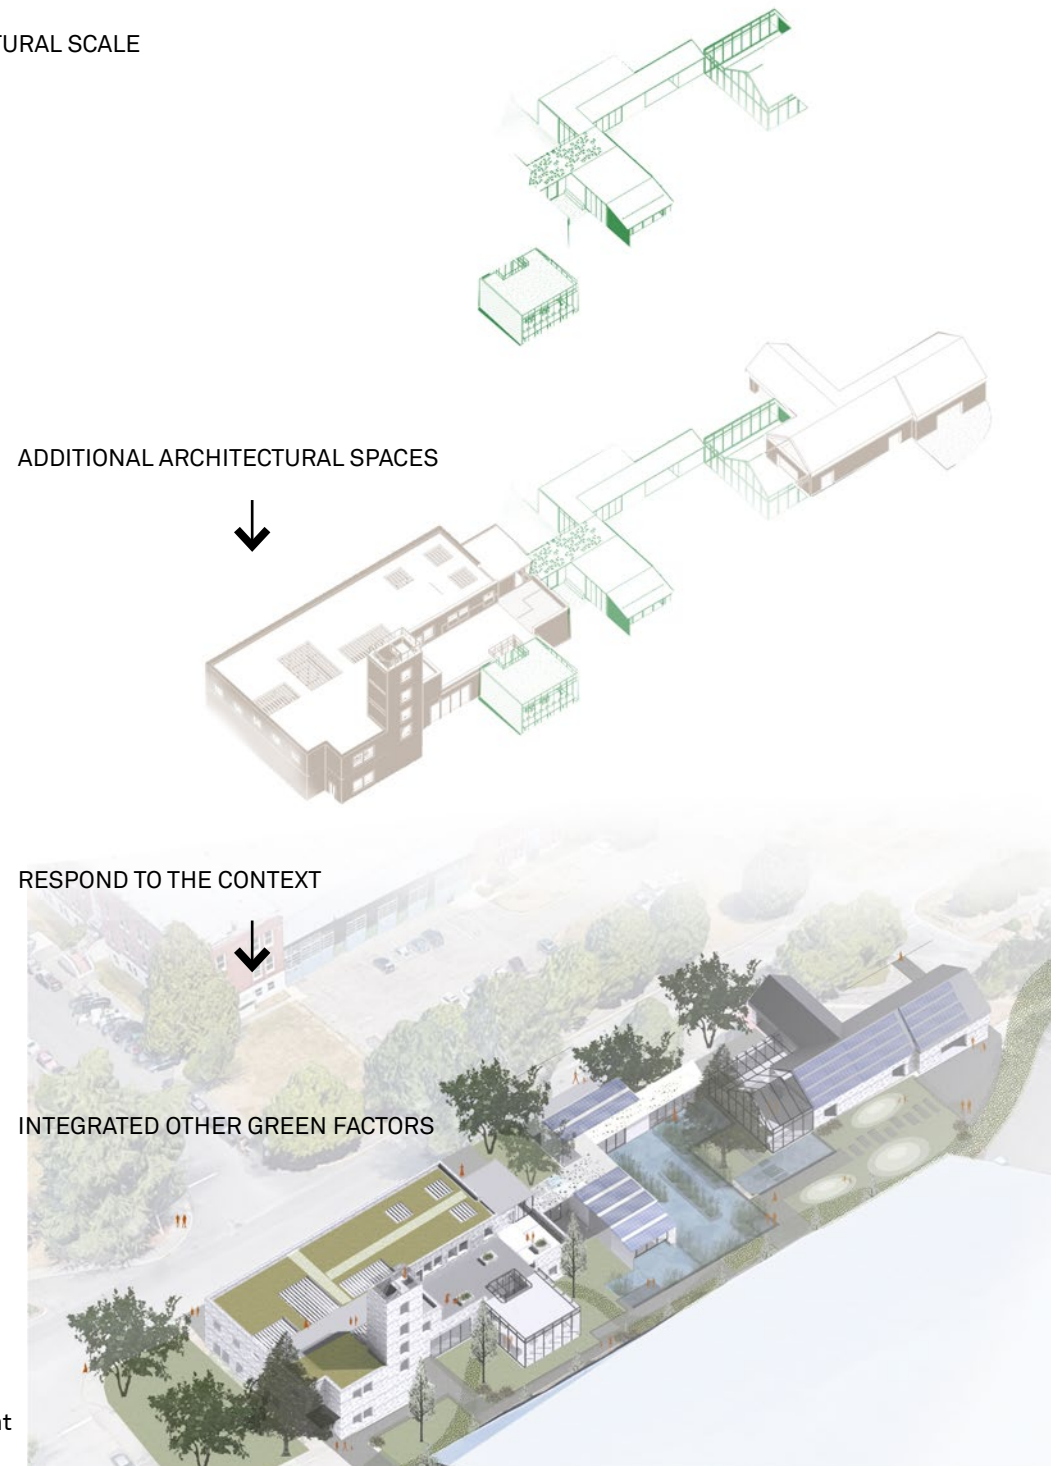 TURAL SCALE
ADDITIONAL ARCHITECTURAL SPACES
RESPOND TO THE CONTEXT
INTEGRATED OTHER GREEN FACTORS